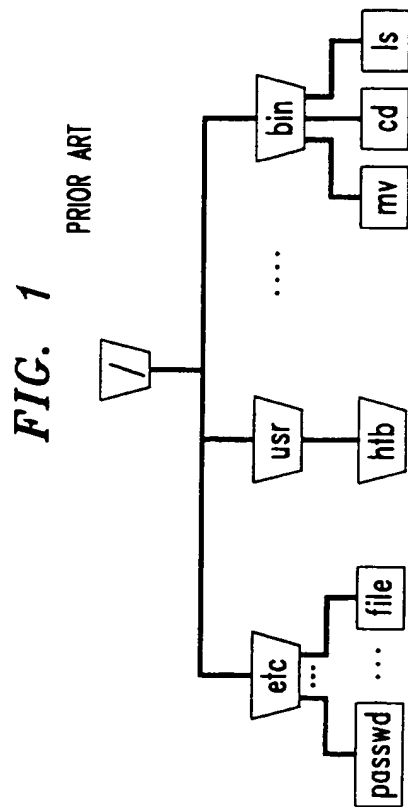 FIG. 1
PRIOR ART
/
etc usr .... bin
... 
passwd ... file htb mv cd ls